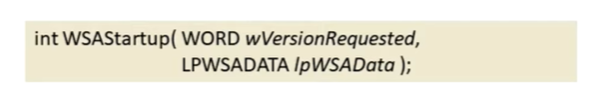 int WSAStartup( WORD wVersionRequested,
LPWSADATA lpWSAData );